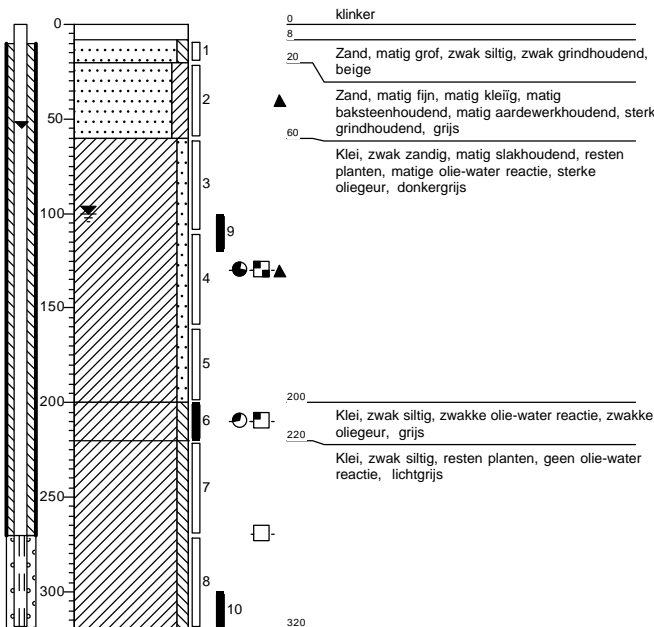 0
50
100
150
200
250
300
1
2
3
4
5
6
7
8
9
10
0
klinker
8
Zand, matig grof, zwak siltig, zwak grindhoudend,
beige
20
Zand, matig fijn, matig kleiïg, matig
baksteenhoudend, matig aardewerkhoudend, sterk
grindhoudend, grijs
60
Klei, zwak zandig, matig slakhoudend, resten
planten, matige olie-water reactie, sterke
oliegeur, donkergrijs
200
Klei, zwak siltig, zwakke olie-water reactie, zwakke
oliegeur, grijs
220
Klei, zwak siltig, resten planten, geen olie-water
reactie, lichtgrijs
320